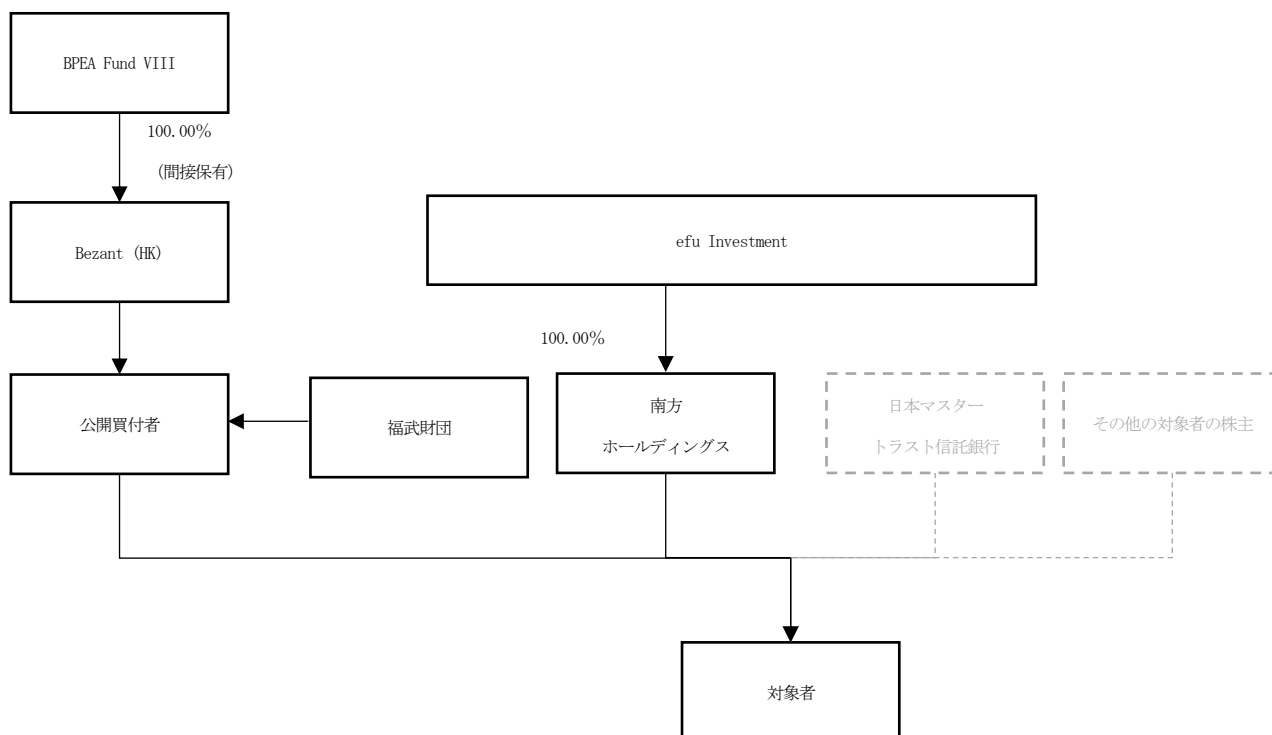 BPEA Fund VIII
100.00%
(間接保有)
Bezant (HK)
efu Investment
100.00%
公開買付者
福武財団
南方
ホールディングス
日本マスター
トラスト信託銀行
その他の対象者の株主
対象者